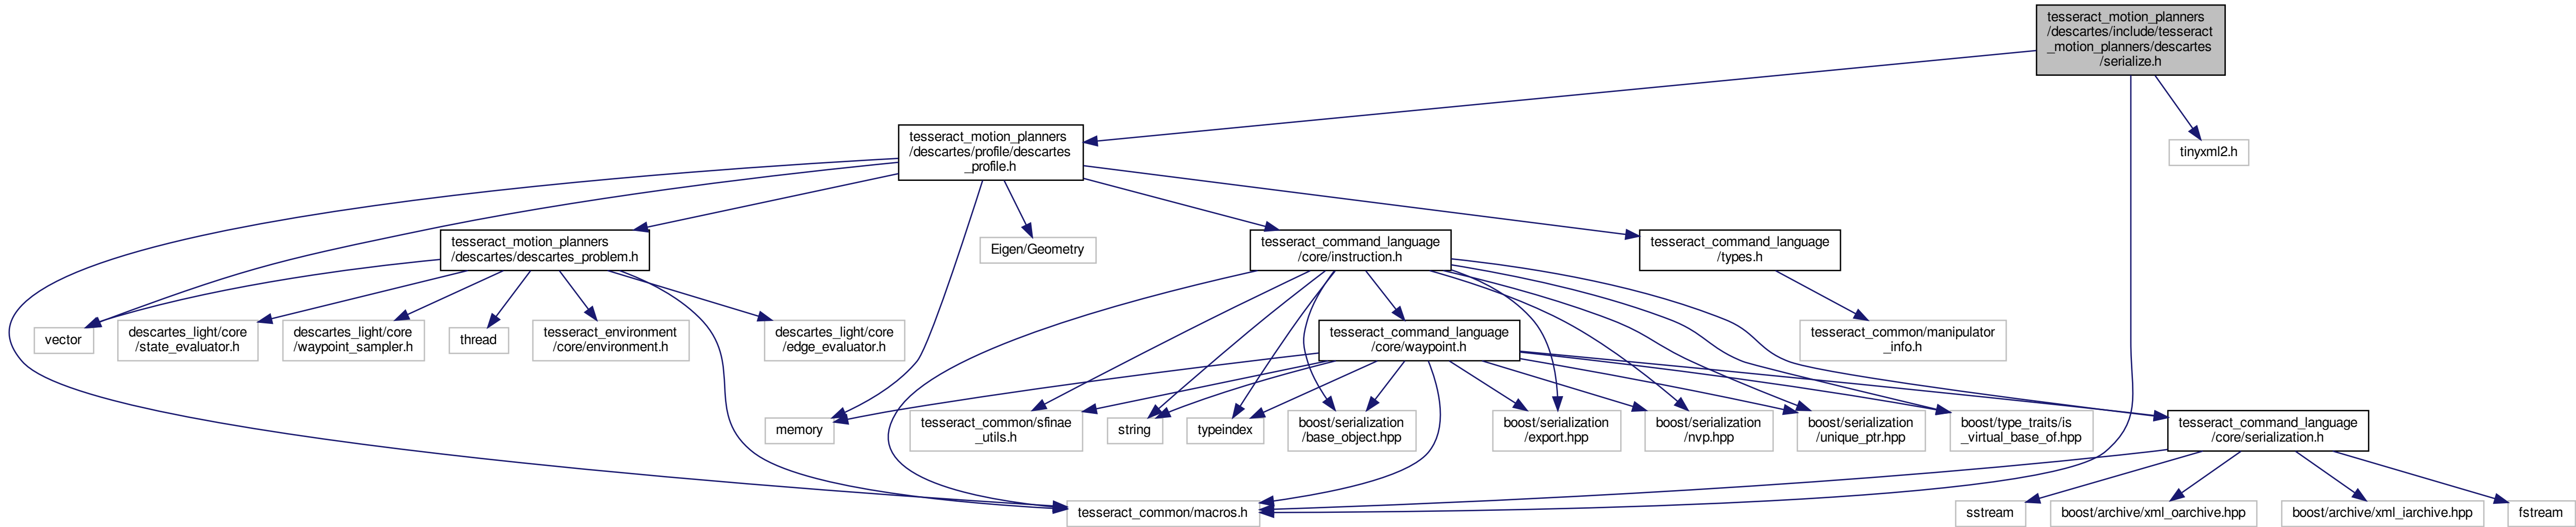 tesseract_motion_planners
/descartes/include/tesseract
_motion_planners/descartes
/serialize.h
tesseract_motion_planners
/descartes/profile/descartes
_profile.h
tinyxml2.h
tesseract_motion_planners
/descartes/descartes_problem.h
Eigen/Geometry
tesseract_command_language
/core/instruction.h
tesseract_command_language
/types.h
vector
descartes_light/core
/state_evaluator.h
descartes_light/core
/waypoint_sampler.h
thread
tesseract_environment
/core/environment.h
descartes_light/core
/edge_evaluator.h
tesseract_command_language
/core/waypoint.h
tesseract_common/manipulator
_info.h
memory
tesseract_common/sfinae
_utils.h
string
typeindex
boost/serialization
/base_object.hpp
boost/serialization
/export.hpp
boost/serialization
/nvp.hpp
boost/serialization
/unique_ptr.hpp
boost/type_traits/is
_virtual_base_of.hpp
tesseract_command_language
/core/serialization.h
tesseract_common/macros.h
sstream
boost/archive/xml_oarchive.hpp
boost/archive/xml_iarchive.hpp
fstream